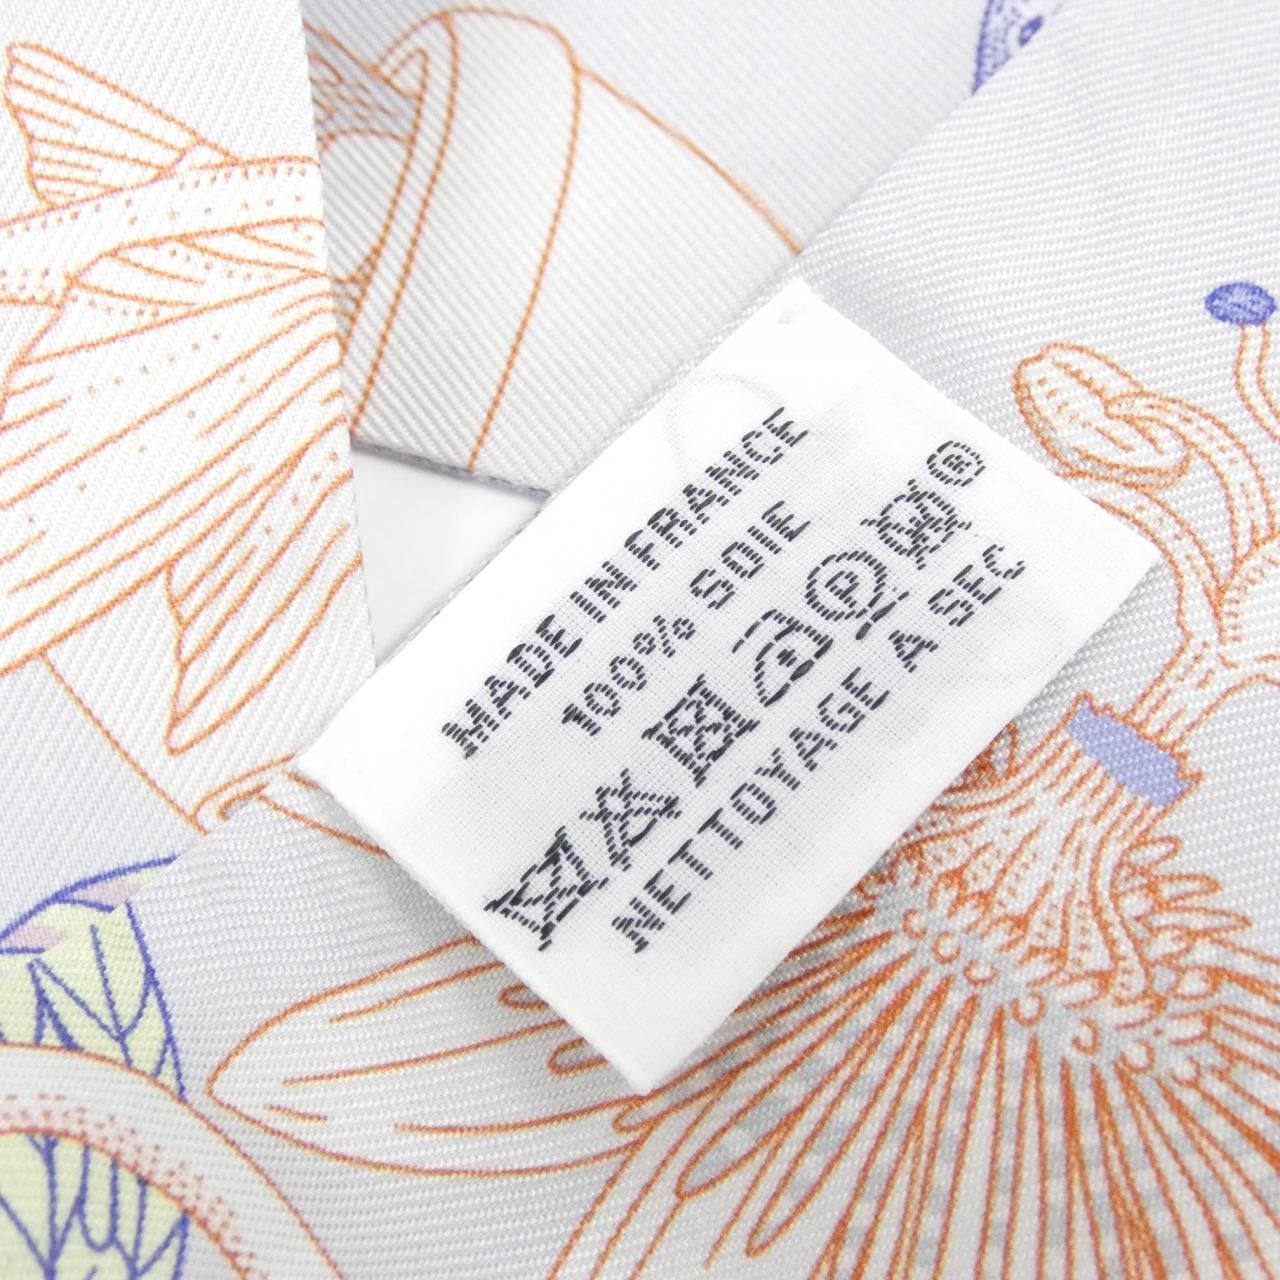 MADE IN FRANCE
100% SOIE
P W ®
NETTOYAGE A SEC